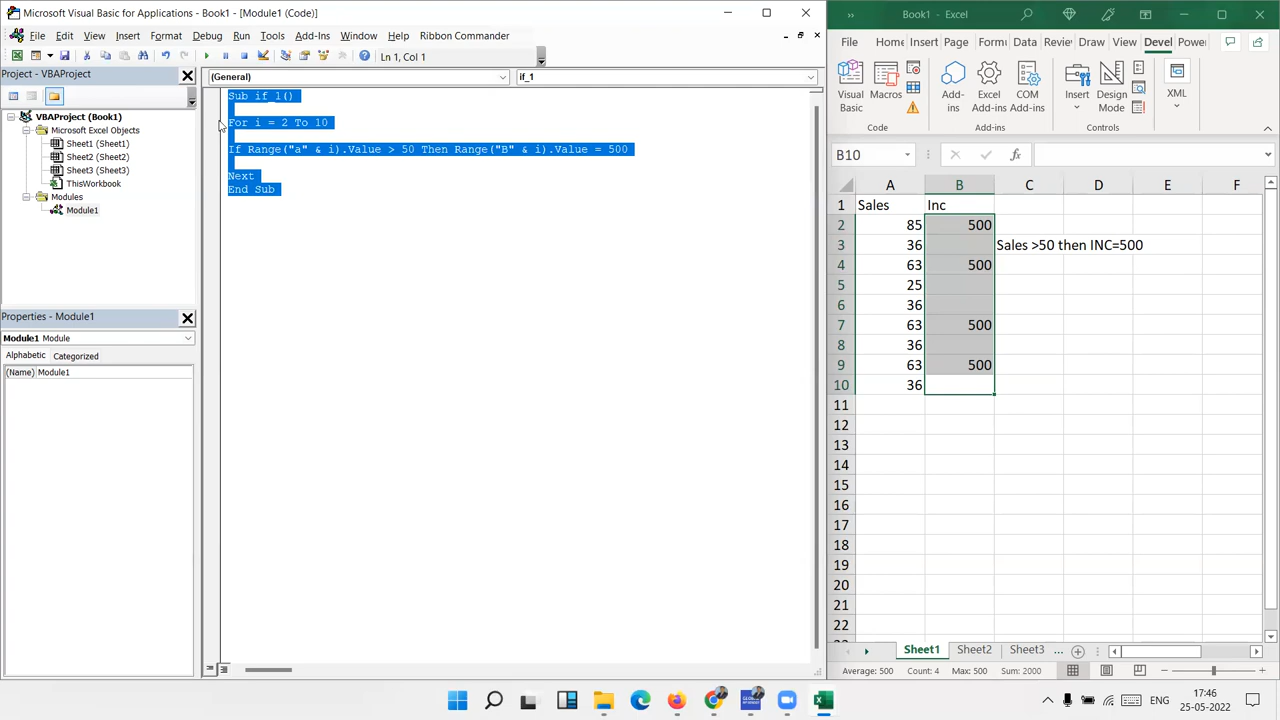 Microsoft Visual Basic for Applications - Book1 - [Module1 (Code)]
File Edit View Insert Format Debug Run Tools Add-Ins Window Help Ribbon Commander
Ln 1, Col 1
Project - VBAProject
VBAProject (Book1)
Microsoft Excel Objects
Sheet1 (Sheet1)
Sheet2 (Sheet2)
Sheet3 (Sheet3)
ThisWorkbook
Modules
Module1
Properties - Module1
Module1 Module
Alphabetic Categorized
(Name) Module1
(General) if_1
Sub if_1()
For i = 2 To 10
If Range("a" & i).Value > 50 Then Range("B" & i).Value = 500
Next
End Sub
Book1 - Excel
File Home Insert Page Formu Data Review View Devel Power
Visual Basic
Macros
Code
Add-ins
Excel Add-ins
COM Add-ins
Add-ins
Insert
Design Mode
Controls
XML
B10
fx
A B C D E F
1 Sales Inc
2 85 500
3 36 Sales >50 then INC=500
4 63 500
5 25
6 36
7 63 500
8 36
9 63 500
10 36
11
12
13
14
15
16
17
18
19
20
21
22
Sheet1 Sheet2 Sheet3 ...
Average: 500 Count: 4 Max: 500 Sum: 2000
ENG
17:46
25-05-2022